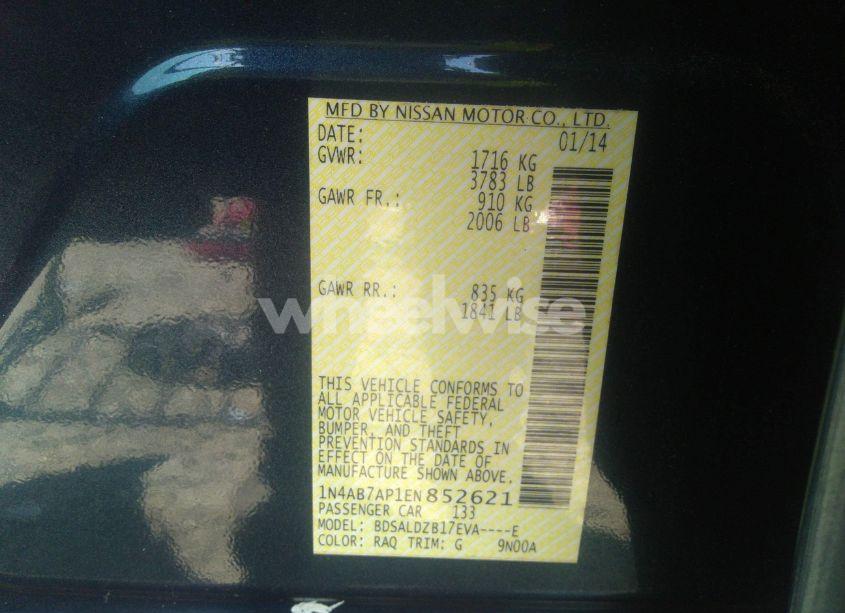 MFD BY NISSAN MOTOR CO., LTD.
DATE: 01/14
GVWR: 1716 KG
3783 LB
GAWR FR.: 910 KG
2006 LB
GAWR RR.: 835 KG
1841 LB
wheelwise
THIS VEHICLE CONFORMS TO
ALL APPLICABLE FEDERAL
MOTOR VEHICLE SAFETY,
BUMPER, AND THEFT
PREVENTION STANDARDS IN
EFFECT ON THE DATE OF
MANUFACTURE SHOWN ABOVE.
1N4AB7AP1EN852621
PASSENGER CAR 133
MODEL: BDSALDZB17EVA----E
COLOR: RAQ TRIM: G 9N00A